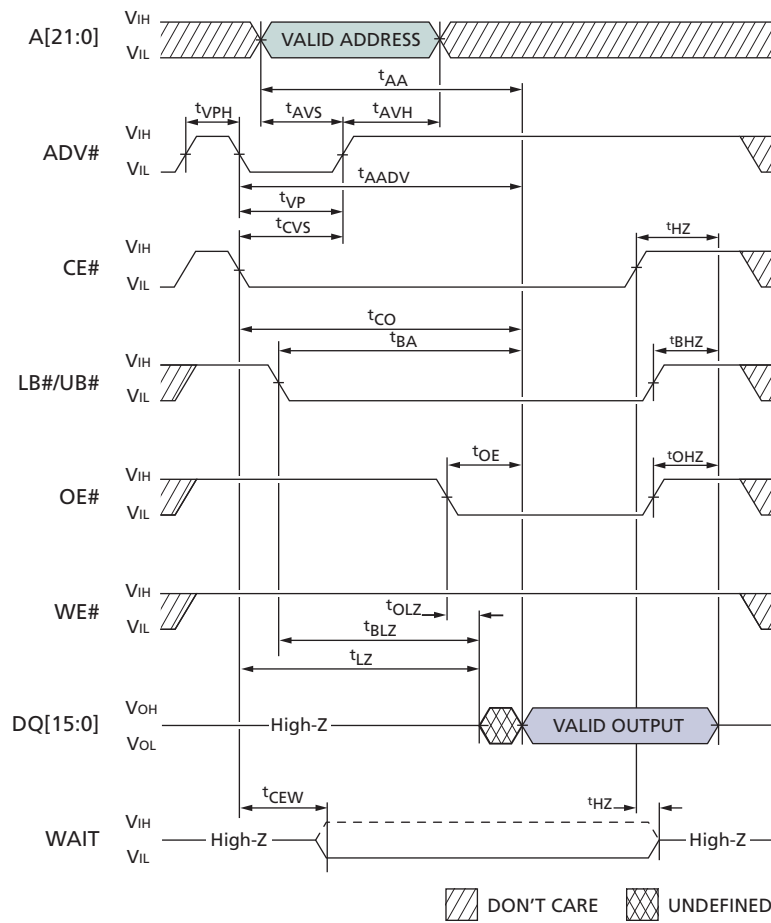 A[21:0]
VIH
VIL
VALID ADDRESS
tAA
tVPH
tAVS
tAVH
ADV#
VIH
VIL
tAADV
tVP
tCVS
CE#
VIH
VIL
tHZ
tCO
tBA
tBHZ
LB#/UB#
VIH
VIL
tOE
tOHZ
OE#
VIH
VIL
WE#
VIH
VIL
tOLZ
tBLZ
tLZ
DQ[15:0]
VOH
VOL
High-Z
VALID OUTPUT
tCEW
tHZ
WAIT
VIH
VIL
High-Z
High-Z
DON'T CARE
UNDEFINED